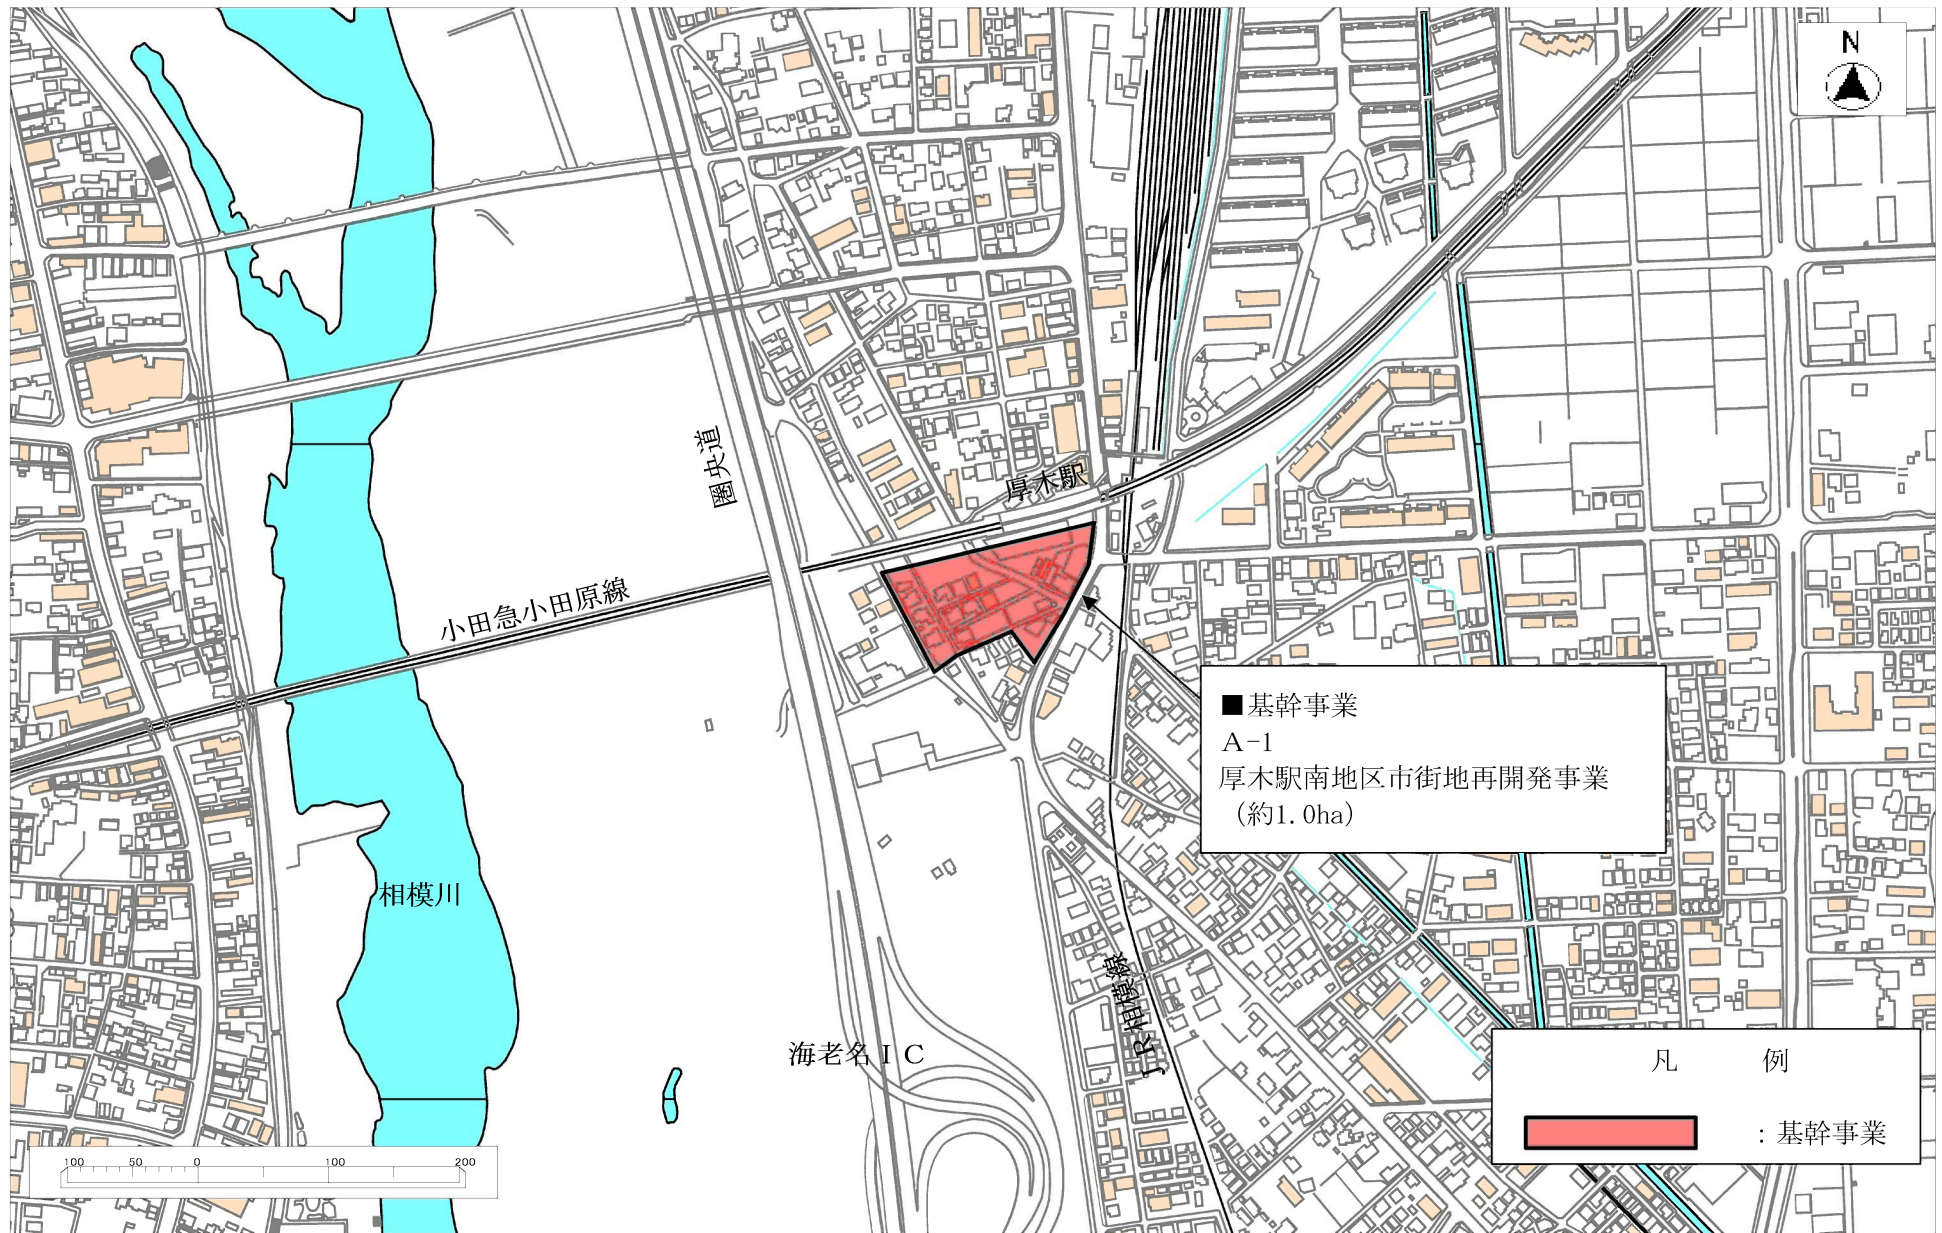 N
圏央道
厚木駅
小田急小田原線
■基幹事業
A-1
厚木駅南地区市街地再開発事業
（約1.0ha）
相模川
JR相模線
海老名IC
凡　例
：基幹事業
100 50 0 100 200